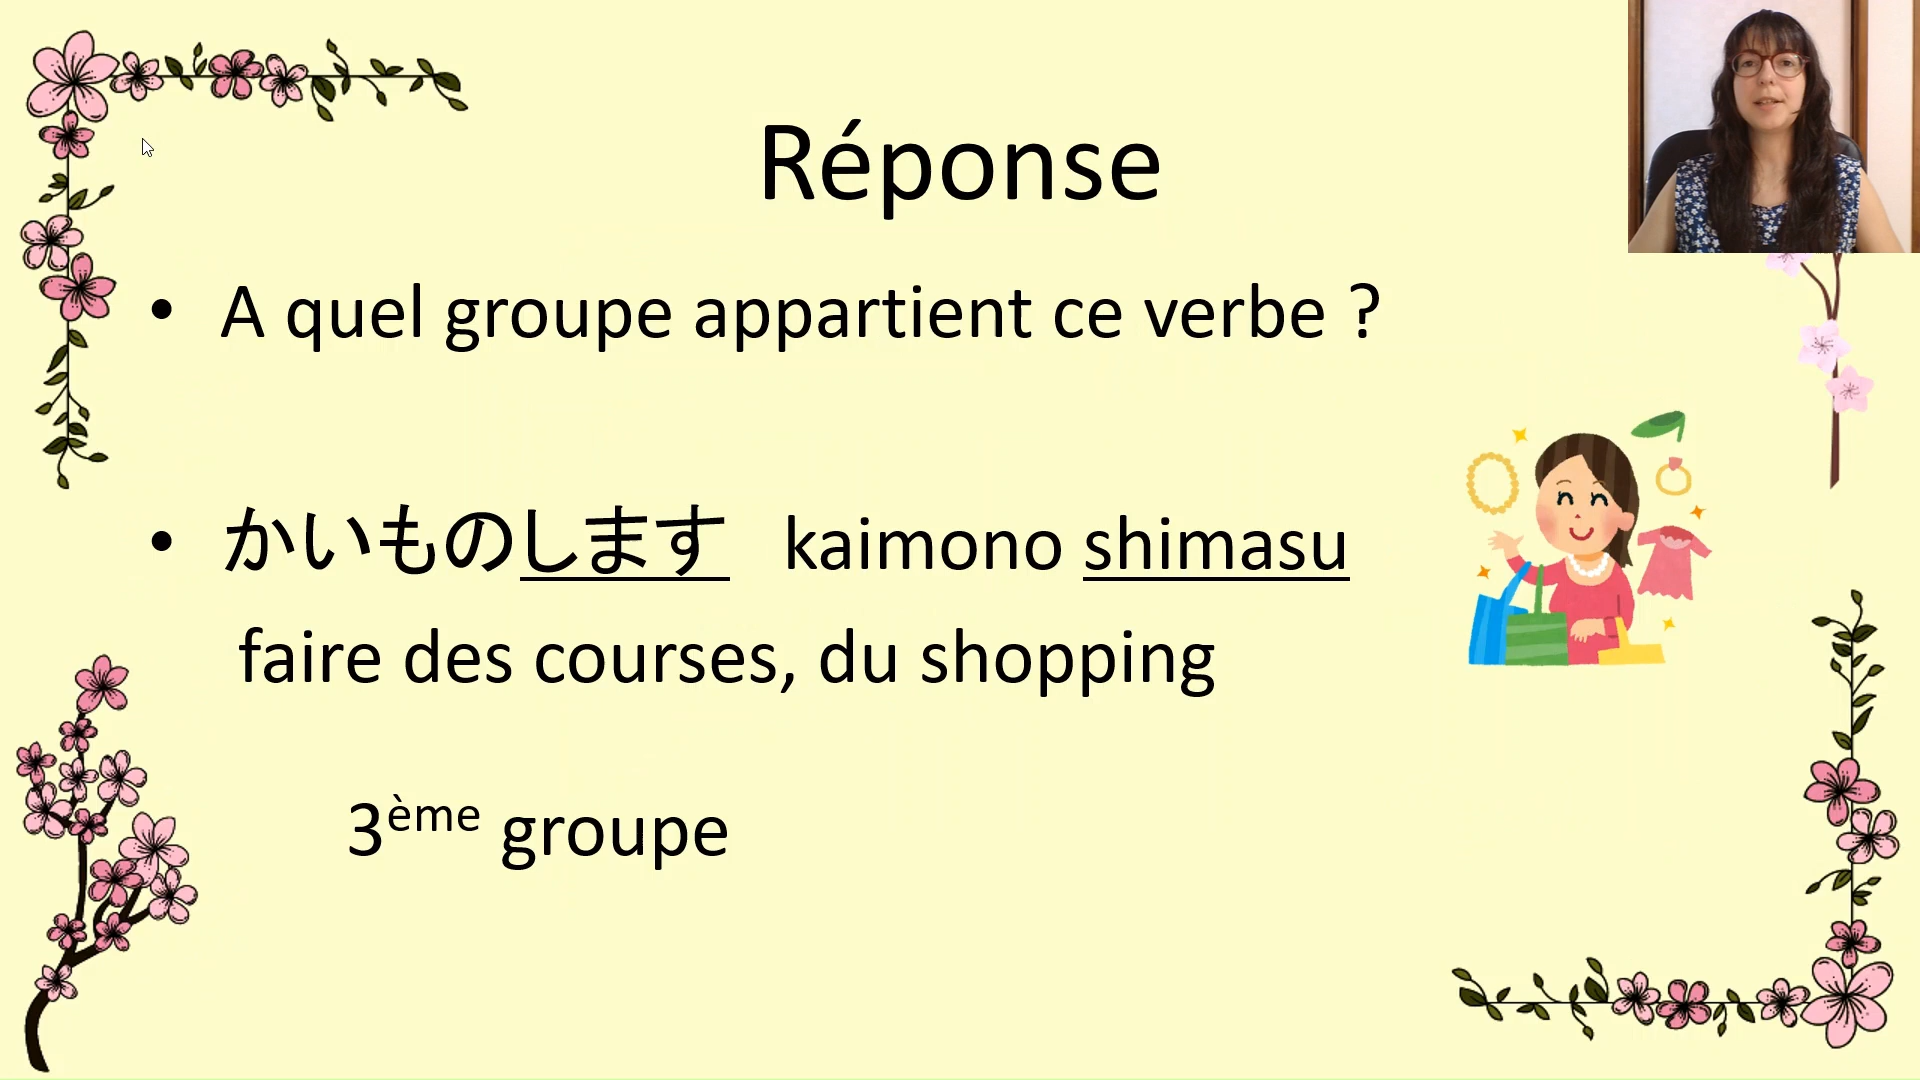 Réponse
• A quel groupe appartient ce verbe ?
• かいものします kaimono shimasu
faire des courses, du shopping
3ème groupe